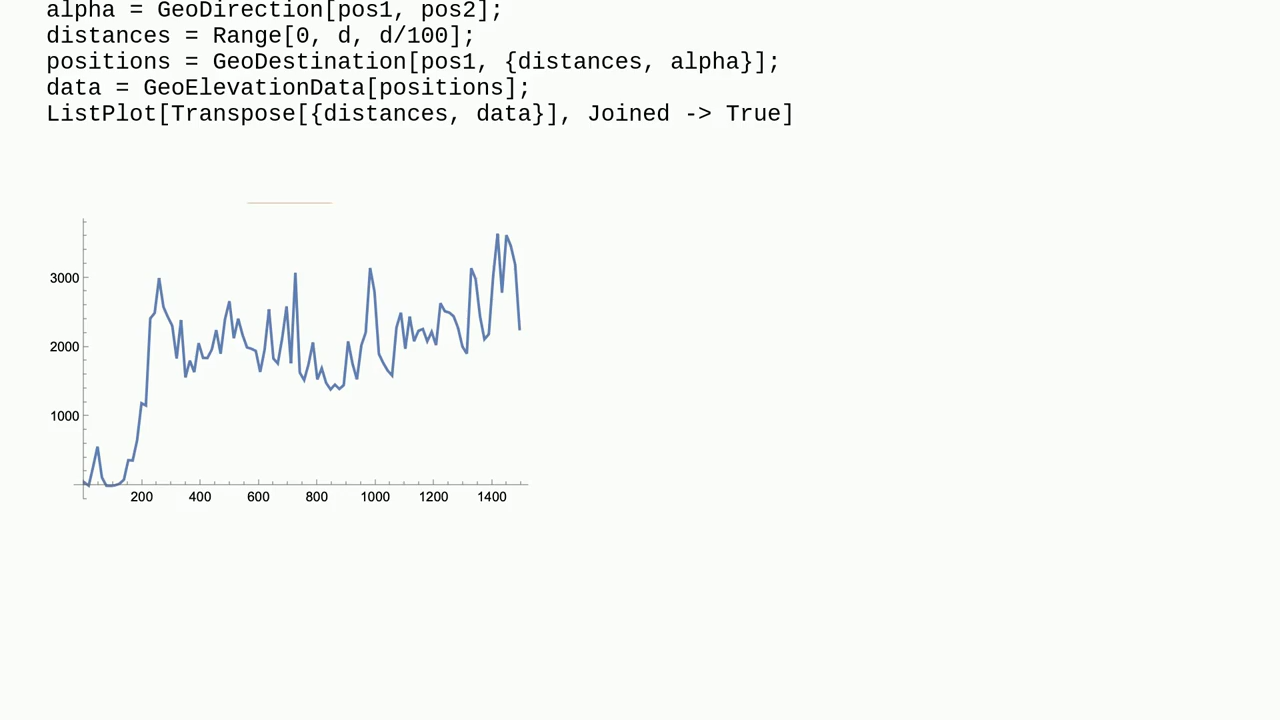 alpha = GeoDirection[pos1, pos2];
distances = Range[0, d, d/100];
positions = GeoDestination[pos1, {distances, alpha}];
data = GeoElevationData[positions];
ListPlot[Transpose[{distances, data}], Joined -> True]
3000
2000
1000
200 400 600 800 1000 1200 1400